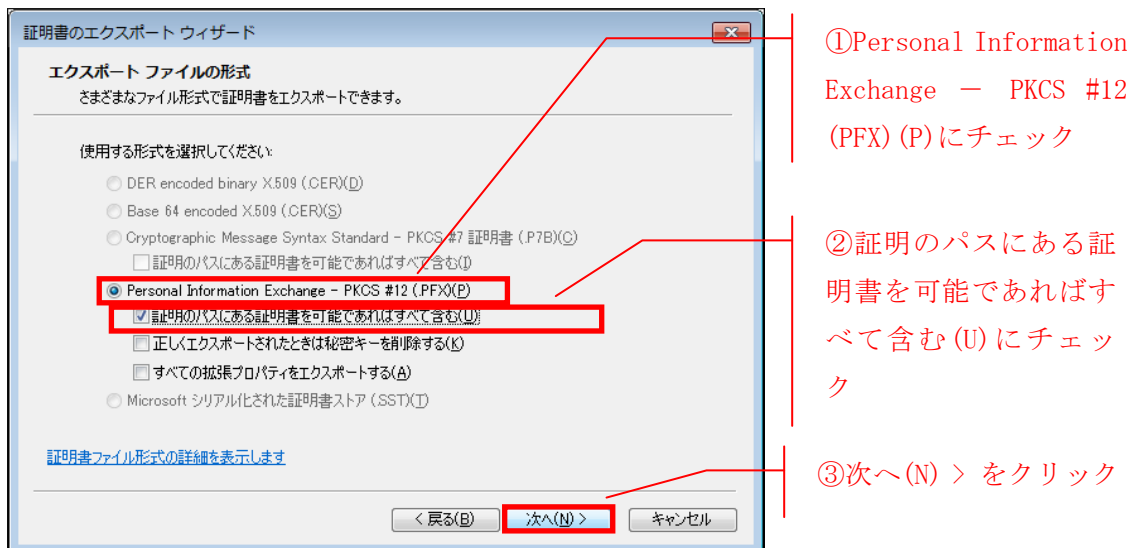 証明書のエクスポート ウィザード
エクスポート ファイルの形式
さまざまなファイル形式で証明書をエクスポートできます。
使用する形式を選択してください:
DER encoded binary X.509 (.CER)(D)
Base 64 encoded X.509 (.CER)(S)
Cryptographic Message Syntax Standard - PKCS #7 証明書 (.P7B)(C)
証明のパスにある証明書を可能であればすべて含む(I)
Personal Information Exchange - PKCS #12 (.PFX)(P)
証明のパスにある証明書を可能であればすべて含む(U)
正しくエクスポートされたときは秘密キーを削除する(K)
すべての拡張プロパティをエクスポートする(A)
Microsoft シリアル化された証明書ストア (.SST)(T)
証明書ファイル形式の詳細を表示します
< 戻る(B)
次へ(N) >
キャンセル
①Personal Information
Exchange － PKCS #12
(PFX)(P)にチェック
②証明のパスにある証
明書を可能であればす
べて含む(U)にチェッ
ク
③次へ(N) > をクリック